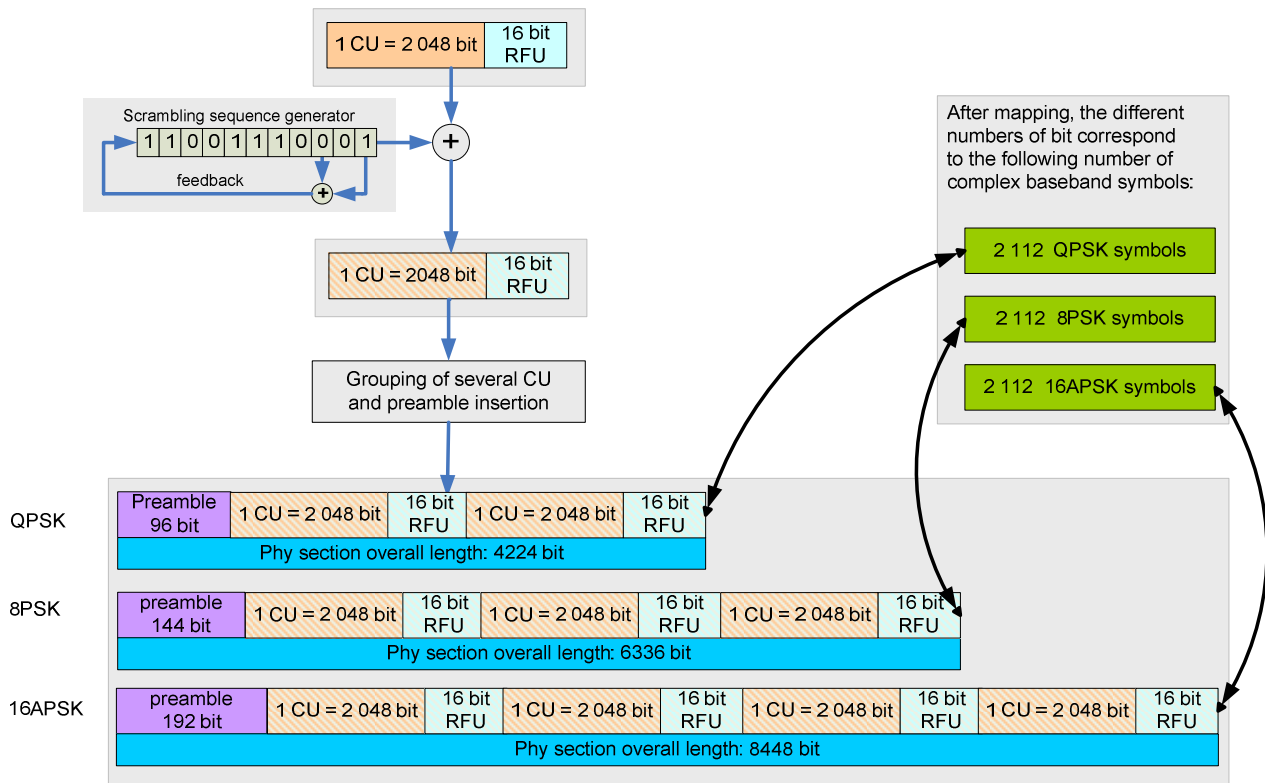 1 CU = 2 048 bit
16 bit
RFU
Scrambling sequence generator
1 1 0 0 1 1 1 0 0 0 1
+
feedback
+
After mapping, the different
numbers of bit correspond
to the following number of
complex baseband symbols:
2 112 QPSK symbols
2 112 8PSK symbols
2 112 16APSK symbols
1 CU = 2048 bit
16 bit
RFU
Grouping of several CU
and preamble insertion
QPSK
Preamble
96 bit
1 CU = 2 048 bit
16 bit
RFU
1 CU = 2 048 bit
16 bit
RFU
Phy section overall length: 4224 bit
8PSK
preamble
144 bit
1 CU = 2 048 bit
16 bit
RFU
1 CU = 2 048 bit
16 bit
RFU
1 CU = 2 048 bit
16 bit
RFU
Phy section overall length: 6336 bit
16APSK
preamble
192 bit
1 CU = 2 048 bit
16 bit
RFU
1 CU = 2 048 bit
16 bit
RFU
1 CU = 2 048 bit
16 bit
RFU
1 CU = 2 048 bit
16 bit
RFU
Phy section overall length: 8448 bit